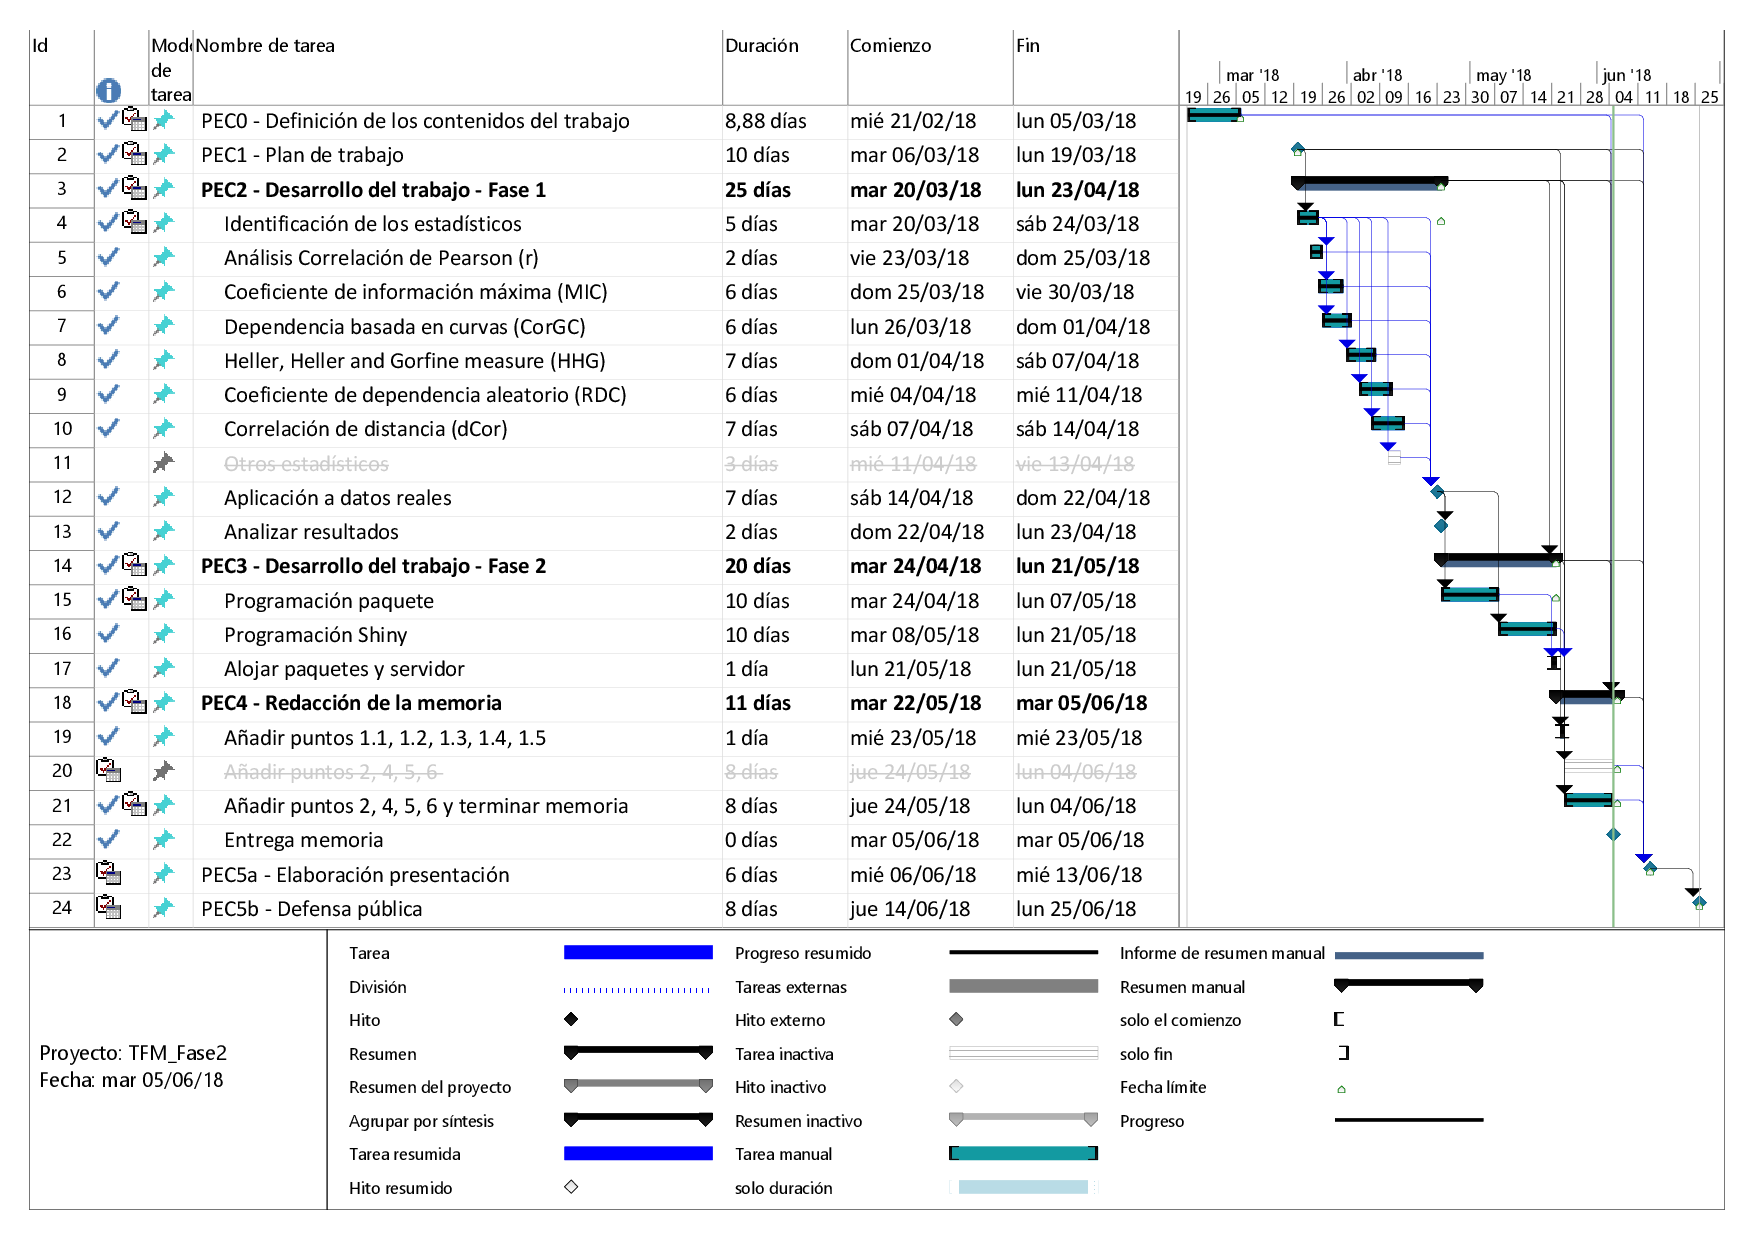 Id Modo de tarea Nombre de tarea Duración Comienzo Fin
mar '18 abr '18 may '18 jun '18
19 26 05 12 19 26 02 09 16 23 30 07 14 21 28 04 11 18 25
1 PEC0 - Definición de los contenidos del trabajo 8,88 días mié 21/02/18 lun 05/03/18
2 PEC1 - Plan de trabajo 10 días mar 06/03/18 lun 19/03/18
3 PEC2 - Desarrollo del trabajo - Fase 1 25 días mar 20/03/18 lun 23/04/18
4 Identificación de los estadísticos 5 días mar 20/03/18 sáb 24/03/18
5 Análisis Correlación de Pearson (r) 2 días vie 23/03/18 dom 25/03/18
6 Coeficiente de información máxima (MIC) 6 días dom 25/03/18 vie 30/03/18
7 Dependencia basada en curvas (CorGC) 6 días lun 26/03/18 dom 01/04/18
8 Heller, Heller and Gorfine measure (HHG) 7 días dom 01/04/18 sáb 07/04/18
9 Coeficiente de dependencia aleatorio (RDC) 6 días mié 04/04/18 mié 11/04/18
10 Correlación de distancia (dCor) 7 días sáb 07/04/18 sáb 14/04/18
11 Otros estadísticos 3 días mié 11/04/18 vie 13/04/18
12 Aplicación a datos reales 7 días sáb 14/04/18 dom 22/04/18
13 Analizar resultados 2 días dom 22/04/18 lun 23/04/18
14 PEC3 - Desarrollo del trabajo - Fase 2 20 días mar 24/04/18 lun 21/05/18
15 Programación paquete 10 días mar 24/04/18 lun 07/05/18
16 Programación Shiny 10 días mar 08/05/18 lun 21/05/18
17 Alojar paquetes y servidor 1 día lun 21/05/18 lun 21/05/18
18 PEC4 - Redacción de la memoria 11 días mar 22/05/18 mar 05/06/18
19 Añadir puntos 1.1, 1.2, 1.3, 1.4, 1.5 1 día mié 23/05/18 mié 23/05/18
20 Añadir puntos 2, 4, 5, 6 8 días jue 24/05/18 lun 04/06/18
21 Añadir puntos 2, 4, 5, 6 y terminar memoria 8 días jue 24/05/18 lun 04/06/18
22 Entrega memoria 0 días mar 05/06/18 mar 05/06/18
23 PEC5a - Elaboración presentación 6 días mié 06/06/18 mié 13/06/18
24 PEC5b - Defensa pública 8 días jue 14/06/18 lun 25/06/18
Proyecto: TFM_Fase2
Fecha: mar 05/06/18
Tarea Progreso resumido Informe de resumen manual
División Tareas externas Resumen manual
Hito Hito externo solo el comienzo
Resumen Tarea inactiva solo fin
Resumen del proyecto Hito inactivo Fecha límite
Agrupar por síntesis Resumen inactivo Progreso
Tarea resumida Tarea manual
Hito resumido solo duración